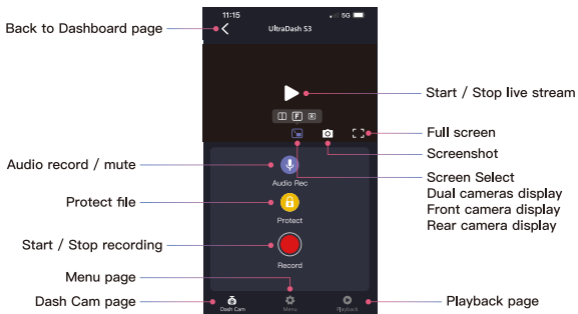 11:15
5G
Back to Dashboard page
UltraDash S3
Start / Stop live stream
F
Full screen
Screenshot
Audio record / mute
Screen Select
Audio Rec
Dual cameras display
Protect file
Front camera display
Rear camera display
Protect
Start / Stop recording
Record
Menu page
Dash Cam page
Playback page
Dash Cam
Menu
Playback